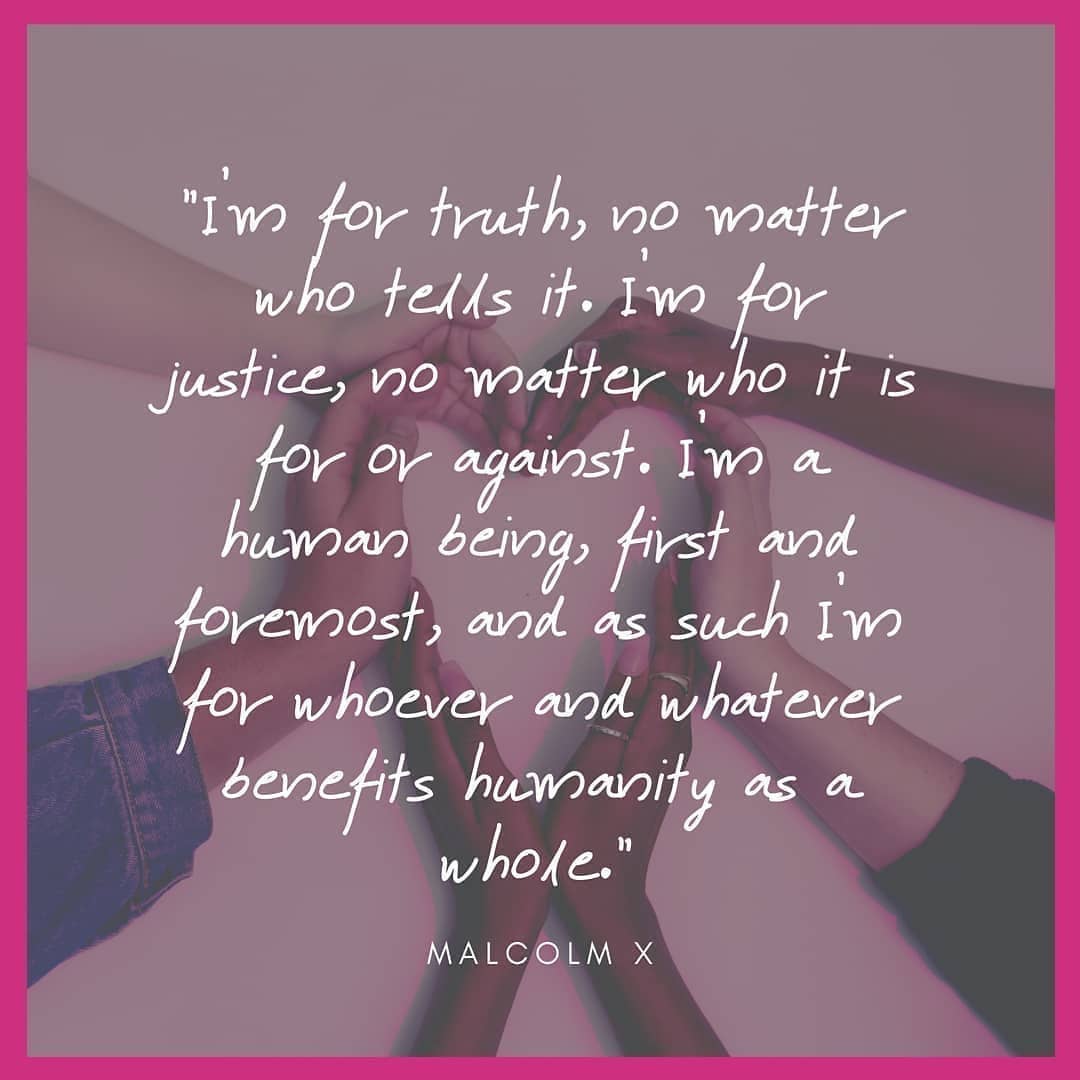 "I'm for truth, no matter
who tells it. I'm for
justice, no matter who it is
for or against. I'm a
human being, first and
foremost, and as such I'm
for whoever and whatever
benefits humanity as a
whole."
MALCOLM X